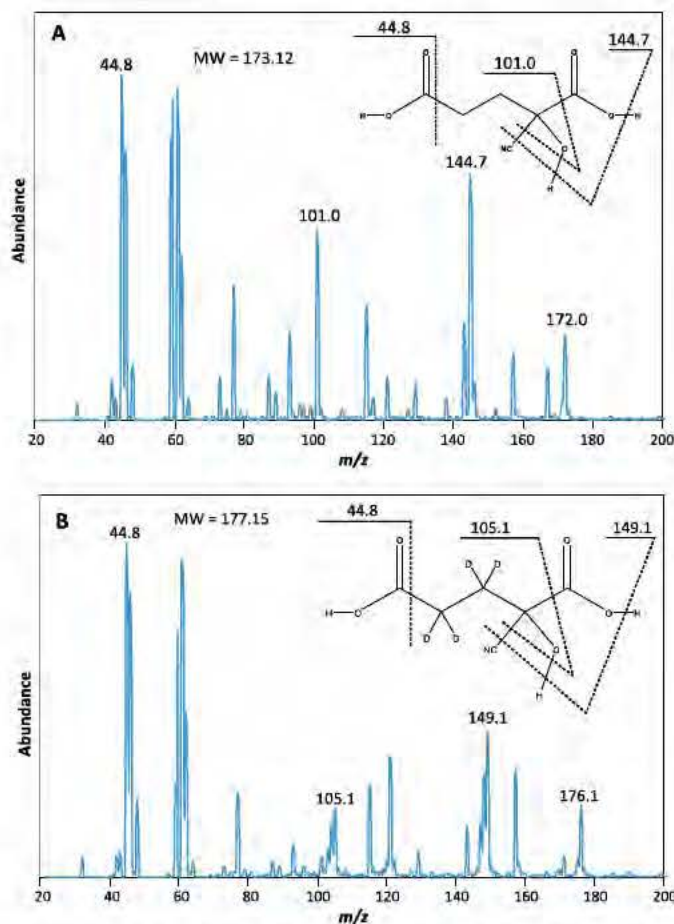 A
MW = 173.12
44.8
144.7
101.0
44.8
O
O
H
O
O
H
NC
O
H
144.7
101.0
172.0
Abundance
20 40 60 80 100 120 140 160 180 200
m/z
B
MW = 177.15
44.8
105.1
149.1
44.8
O
D D
O
H
O
O
H
D
D
NC
O
H
149.1
105.1
176.1
Abundance
20 40 60 80 100 120 140 160 180 200
m/z